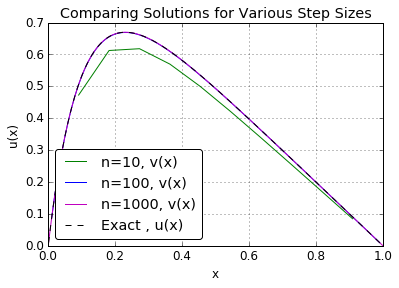 Comparing Solutions for Various Step Sizes
0.7
0.6
0.5
0.4
0.3
0.2
0.1
0.0
u(x)
n=10, v(x)
n=100, v(x)
n=1000, v(x)
Exact , u(x)
0.0 0.2 0.4 0.6 0.8 1.0
x